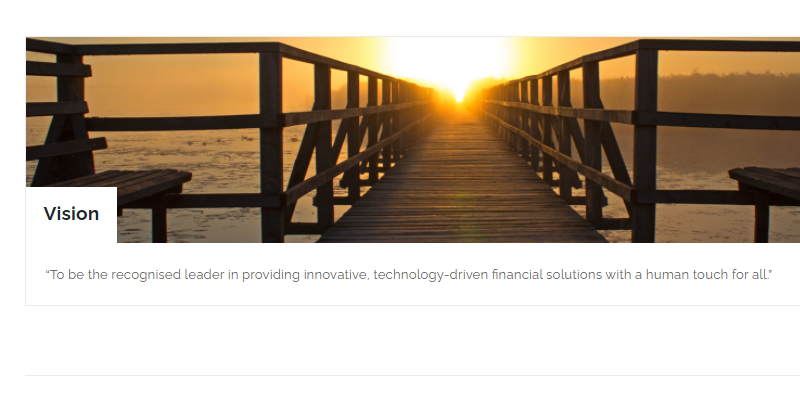 Vision
“To be the recognised leader in providing innovative, technology-driven financial solutions with a human touch for all.”